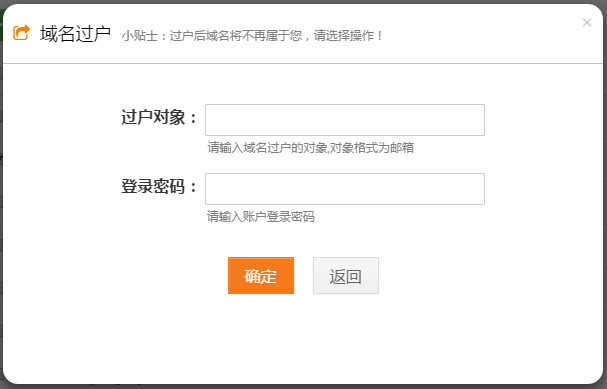 域名过户 小贴士：过户后域名将不再属于您，请选择操作！ ×
过户对象：
请输入域名过户的对象,对象格式为邮箱
登录密码：
请输入账户登录密码
确定 返回